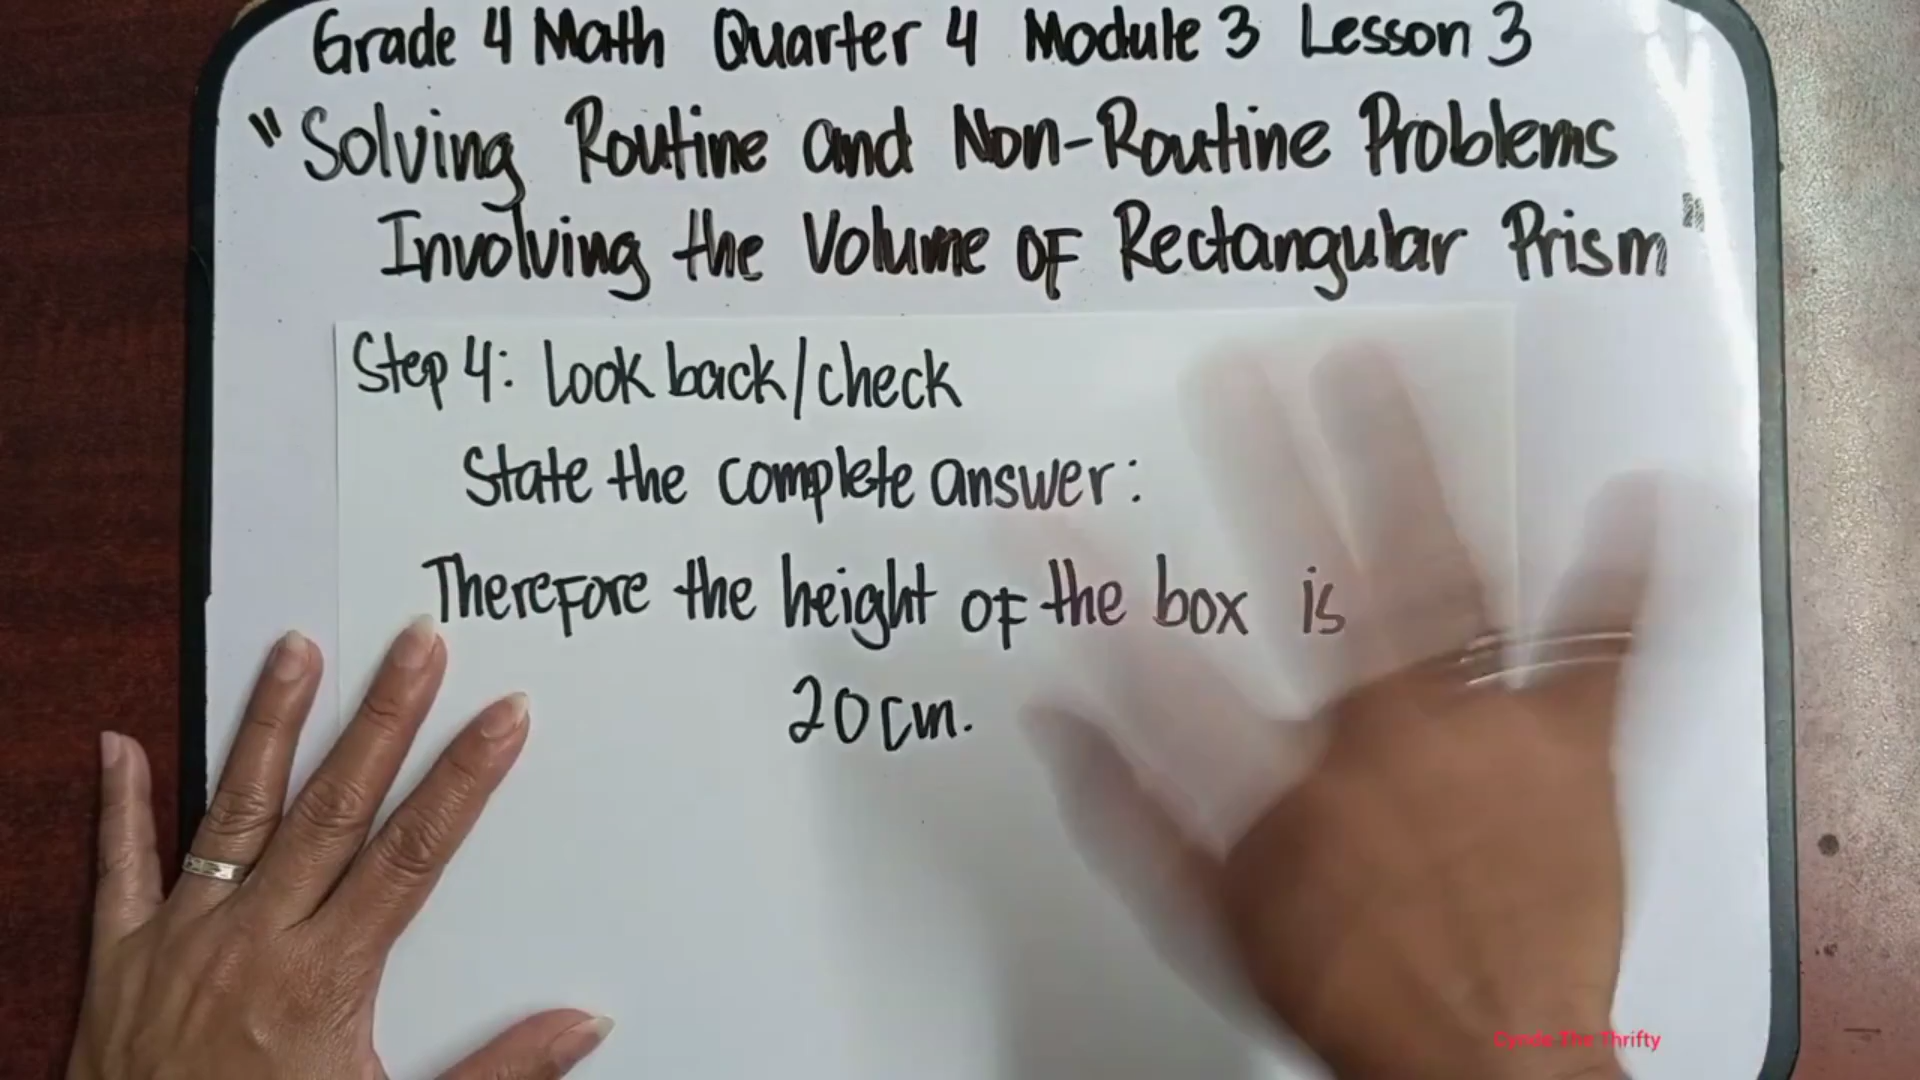 Grade 4 Math Quarter 4 Module 3 Lesson 3
"Solving Routine and Non-Routine Problems
Involving the Volume of Rectangular Prism"
Step 4: Look back/check
State the complete answer:
Therefore the height of the box is
20cm.
The Thrifty